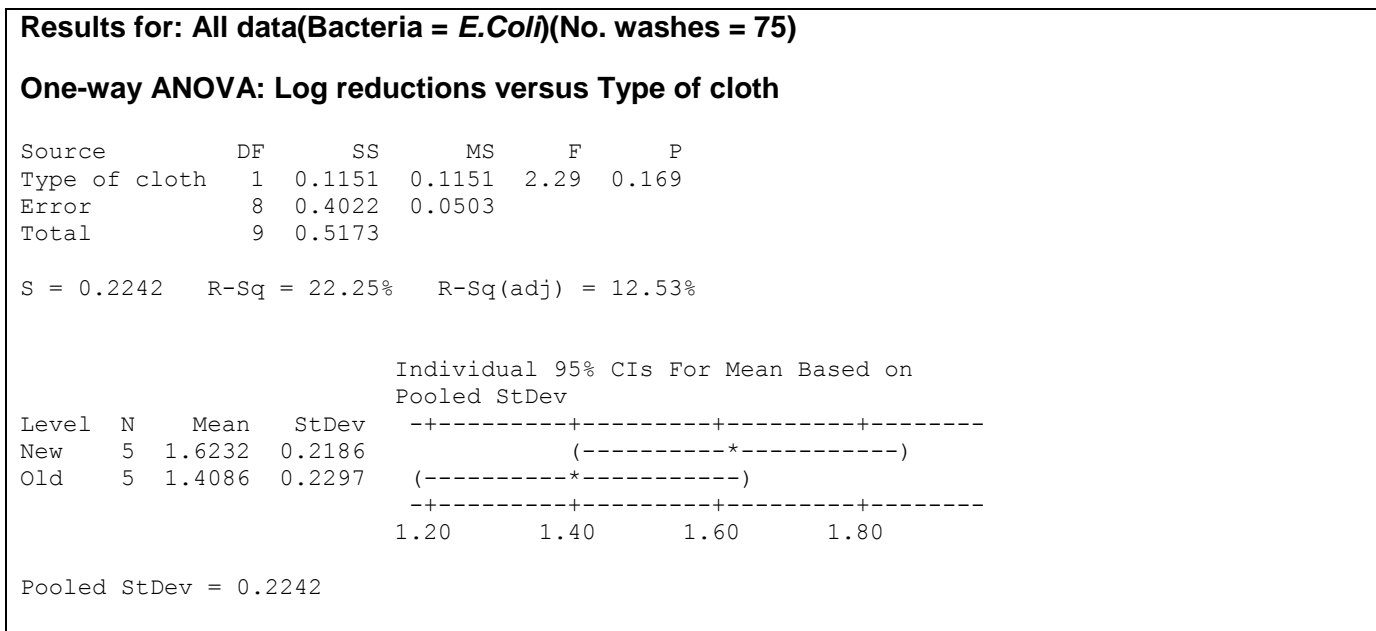 Results for: All data(Bacteria = E.Coli)(No. washes = 75)
One-way ANOVA: Log reductions versus Type of cloth
Source         DF      SS      MS     F      P
Type of cloth   1  0.1151  0.1151  2.29  0.169
Error           8  0.4022  0.0503
Total           9  0.5173
S = 0.2242   R-Sq = 22.25%   R-Sq(adj) = 12.53%
Individual 95% CIs For Mean Based on
Pooled StDev
Level  N    Mean   StDev   -+---------+---------+---------+--------
New    5  1.6232  0.2186              (----------*-----------)
Old    5  1.4086  0.2297   (----------*-----------)
-+---------+---------+---------+--------
1.20      1.40      1.60      1.80
Pooled StDev = 0.2242